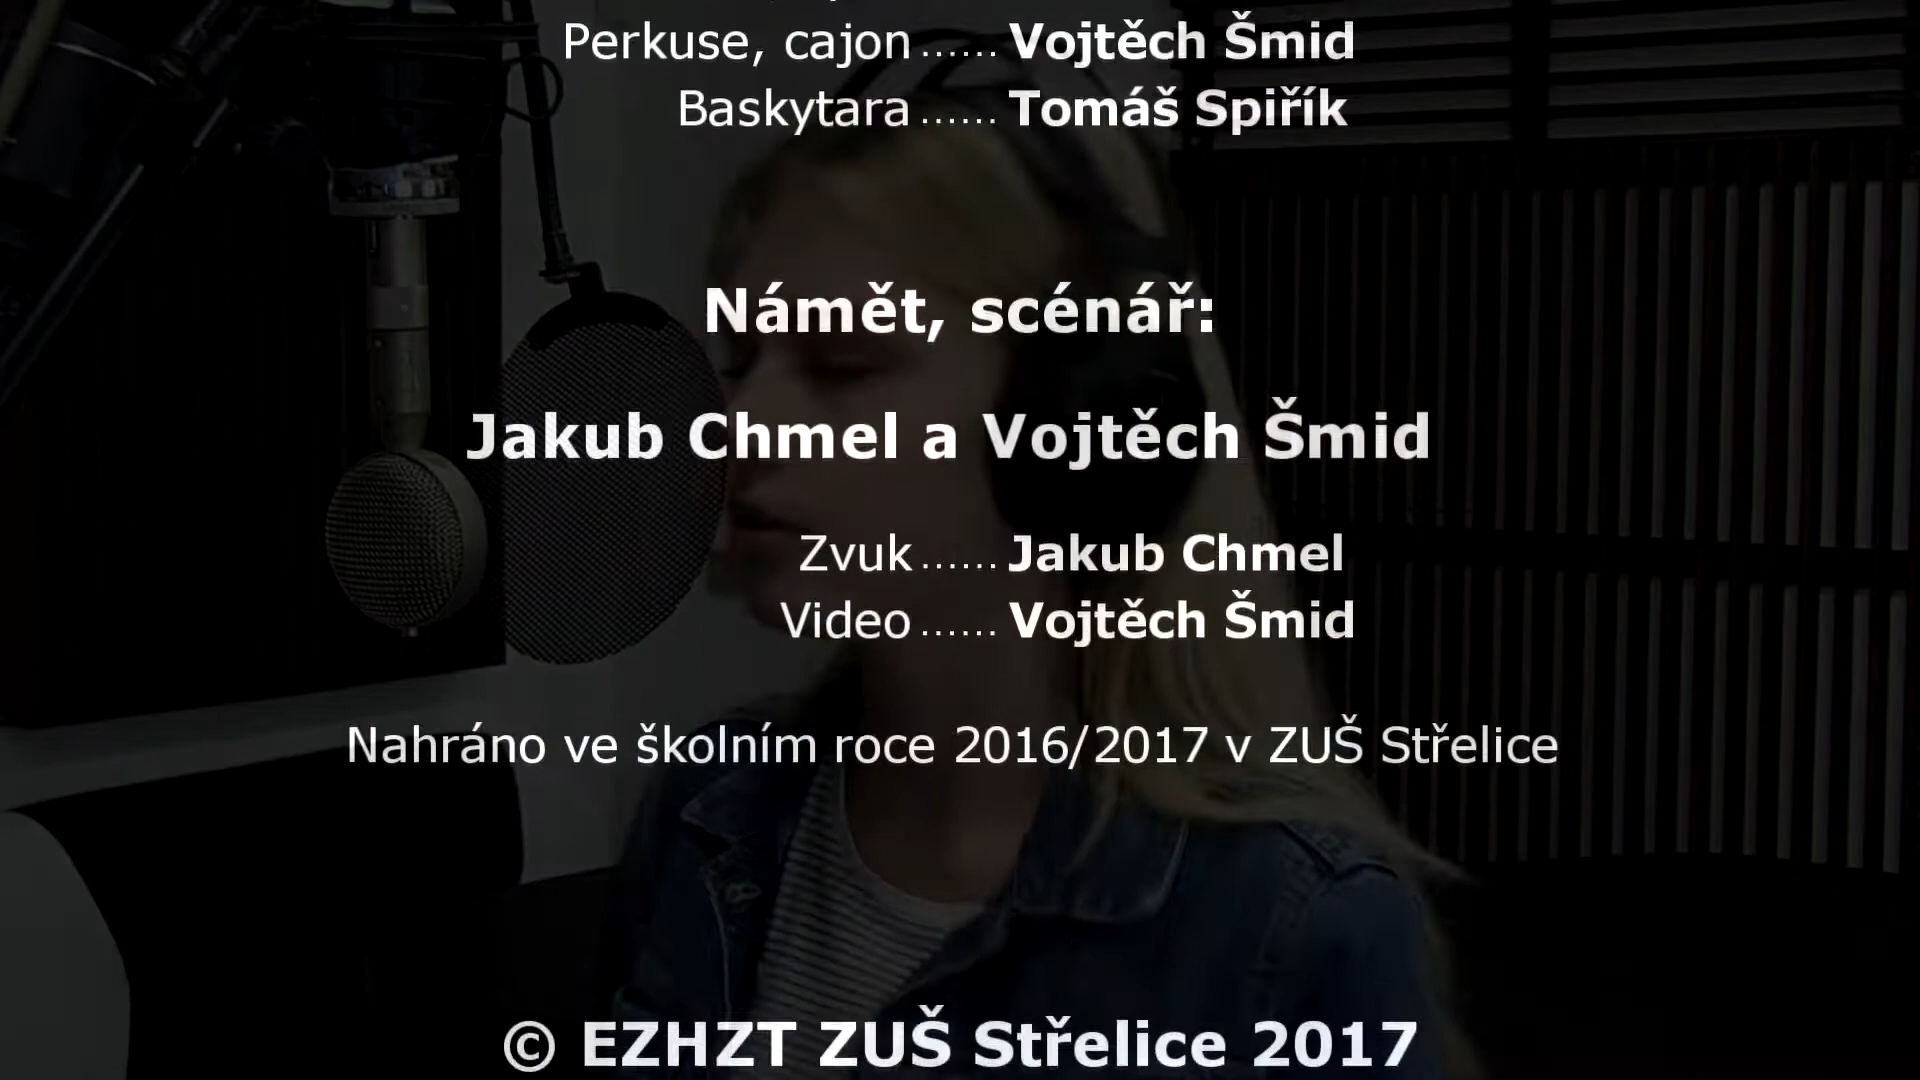 Perkuse, cajon ...... Vojtěch Šmid
Baskytara ...... Tomáš Spiřík
Námět, scénář:
Jakub Chmel a Vojtěch Šmid
Zvuk ...... Jakub Chmel
Video ...... Vojtěch Šmid
Nahráno ve školním roce 2016/2017 v ZUŠ Střelice
© EZHZT ZUŠ Střelice 2017